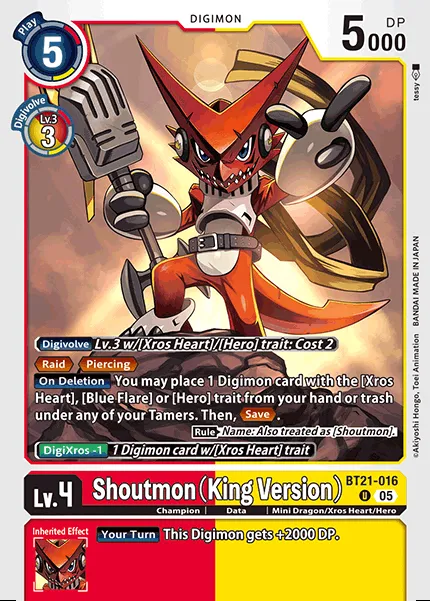 DIGIMON
Play
5
5000
DP
Digivolve
Lv.3
3
tessy
Digivolve Lv.3 w/[Xros Heart]/[Hero] trait: Cost 2
Raid Piercing
On Deletion You may place 1 Digimon card with the [Xros
Heart], [Blue Flare] or [Hero] trait from your hand or trash
under any of your Tamers. Then, Save.
Rule Name: Also treated as [Shoutmon].
DigiXros -1 1 Digimon card w/[Xros Heart] trait
©Akiyoshi Hongo, Toei Animation BANDAI MADE IN JAPAN
Lv.4
Shoutmon (King Version)
BT21-016
U 05
Champion | Data | Mini Dragon/Xros Heart/Hero
Inherited Effect
Your Turn This Digimon gets +2000 DP.